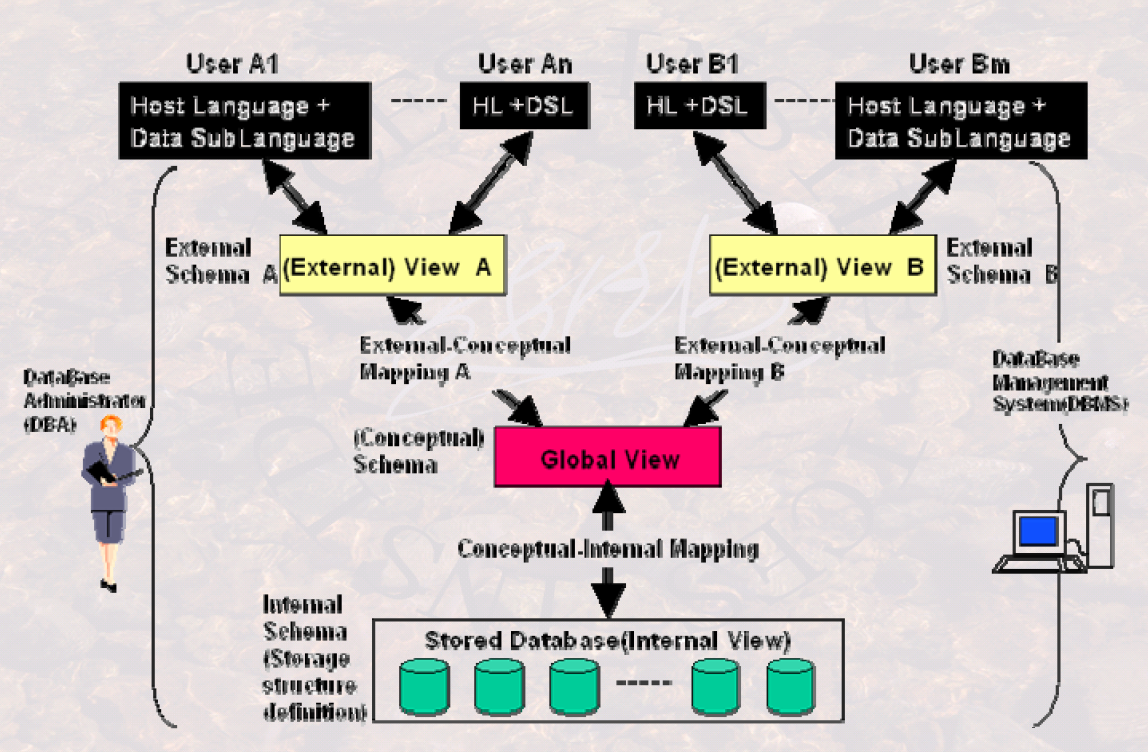 User A1
User An
User B1
User Bm
Host Language +
Data SubLanguage
HL +DSL
HL +DSL
Host Language +
Data SubLanguage
External
Schema A
(External) View A
(External) View B
External
Schema B
External-Conceptual
Mapping A
External-Conceptual
Mapping B
DataBase
Administrator
(DBA)
DataBase
Management
System(DBMS)
(Conceptual)
Schema
Global View
Conceptual-Internal Mapping
Internal
Schema
(Storage
structure
definition)
Stored Database(Internal View)